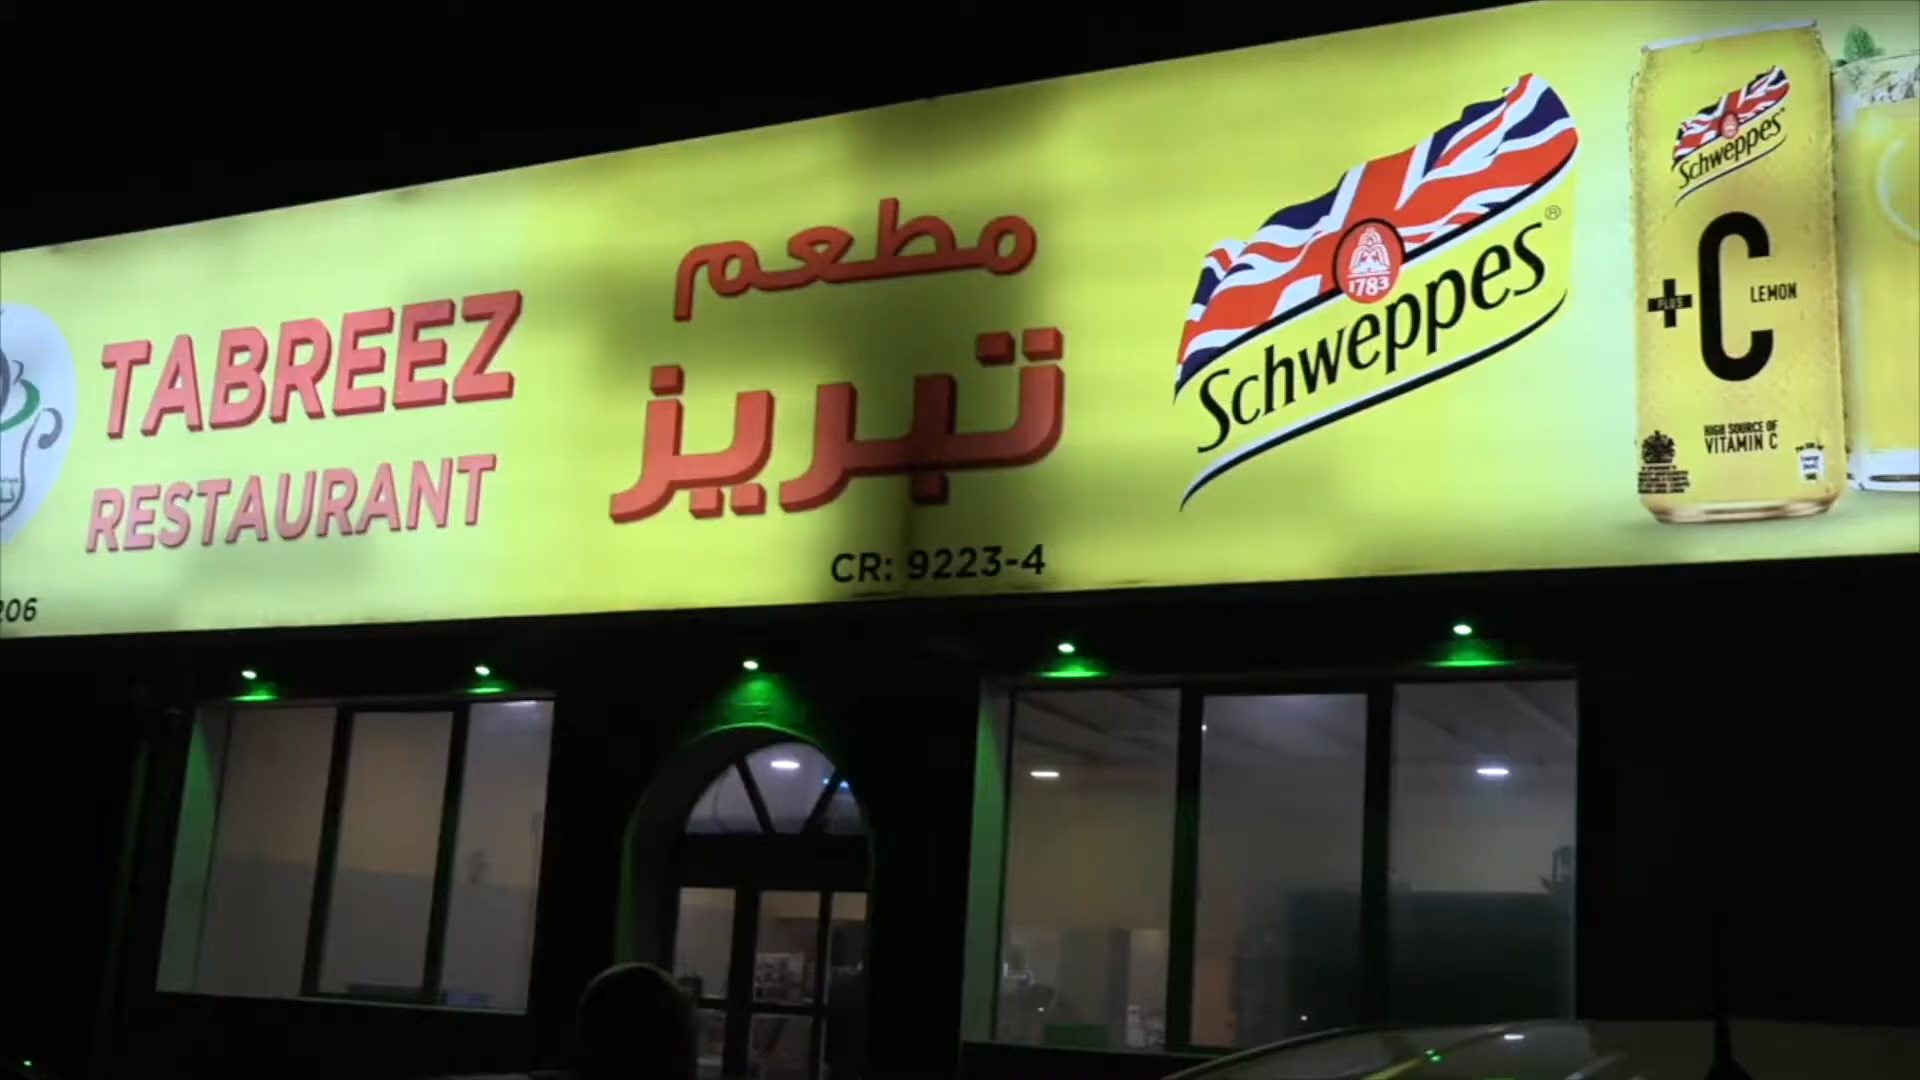 TABREEZ
RESTAURANT
206
مطعم
تبريز
CR: 9223-4
1783
Schweppes®
Schweppes
+C
PLUS
LEMON
HIGH SOURCE OF
VITAMIN C